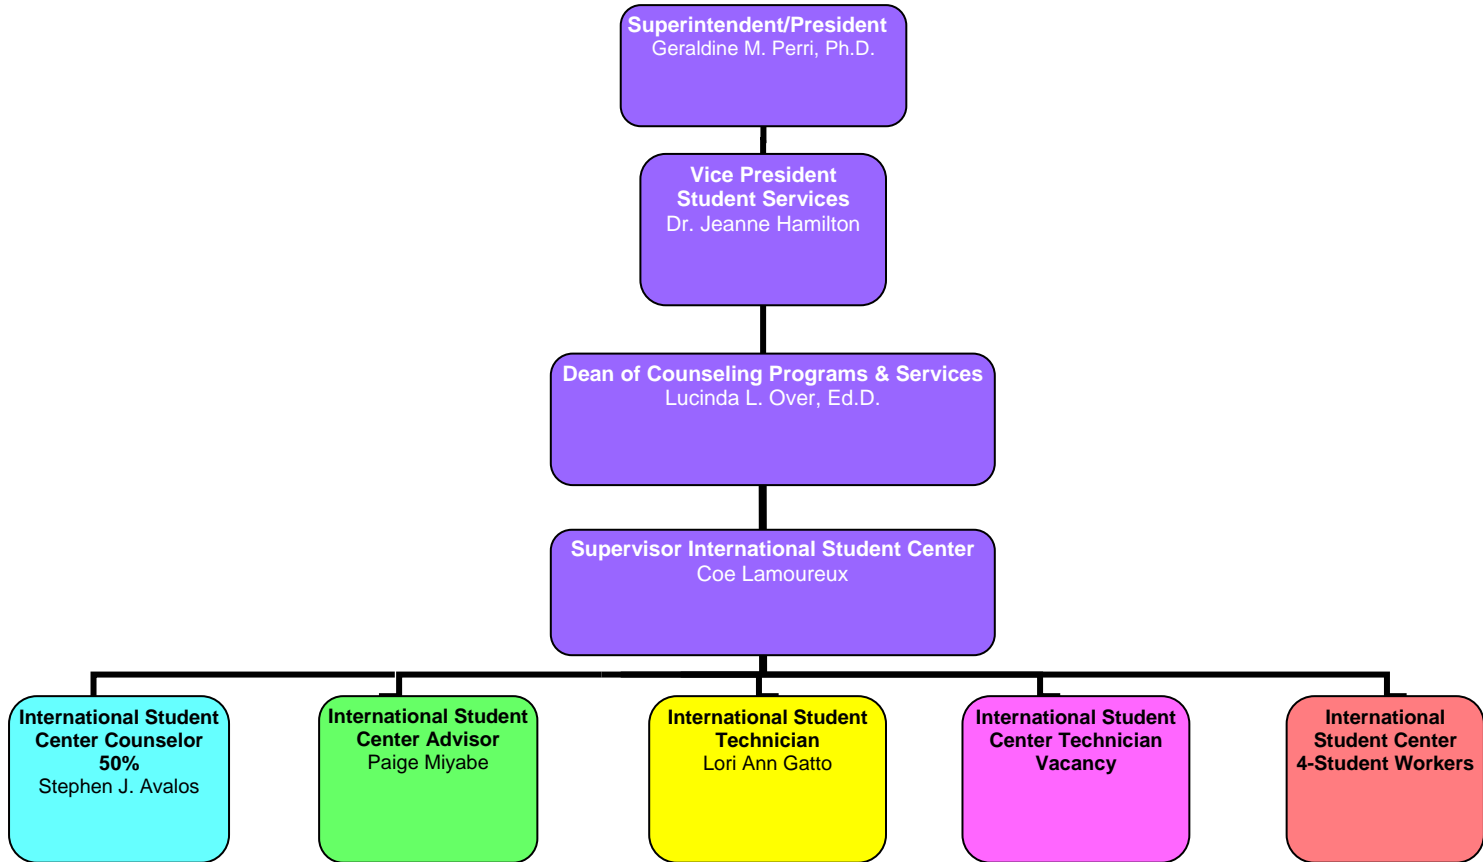 Superintendent/President
Geraldine M. Perri, Ph.D.
Vice President
Student Services
Dr. Jeanne Hamilton
Dean of Counseling Programs & Services
Lucinda L. Over, Ed.D.
Supervisor International Student Center
Coe Lamoureux
International Student
Center Counselor
50%
Stephen J. Avalos
International Student
Center Advisor
Paige Miyabe
International Student
Technician
Lori Ann Gatto
International Student
Center Technician
Vacancy
International
Student Center
4-Student Workers